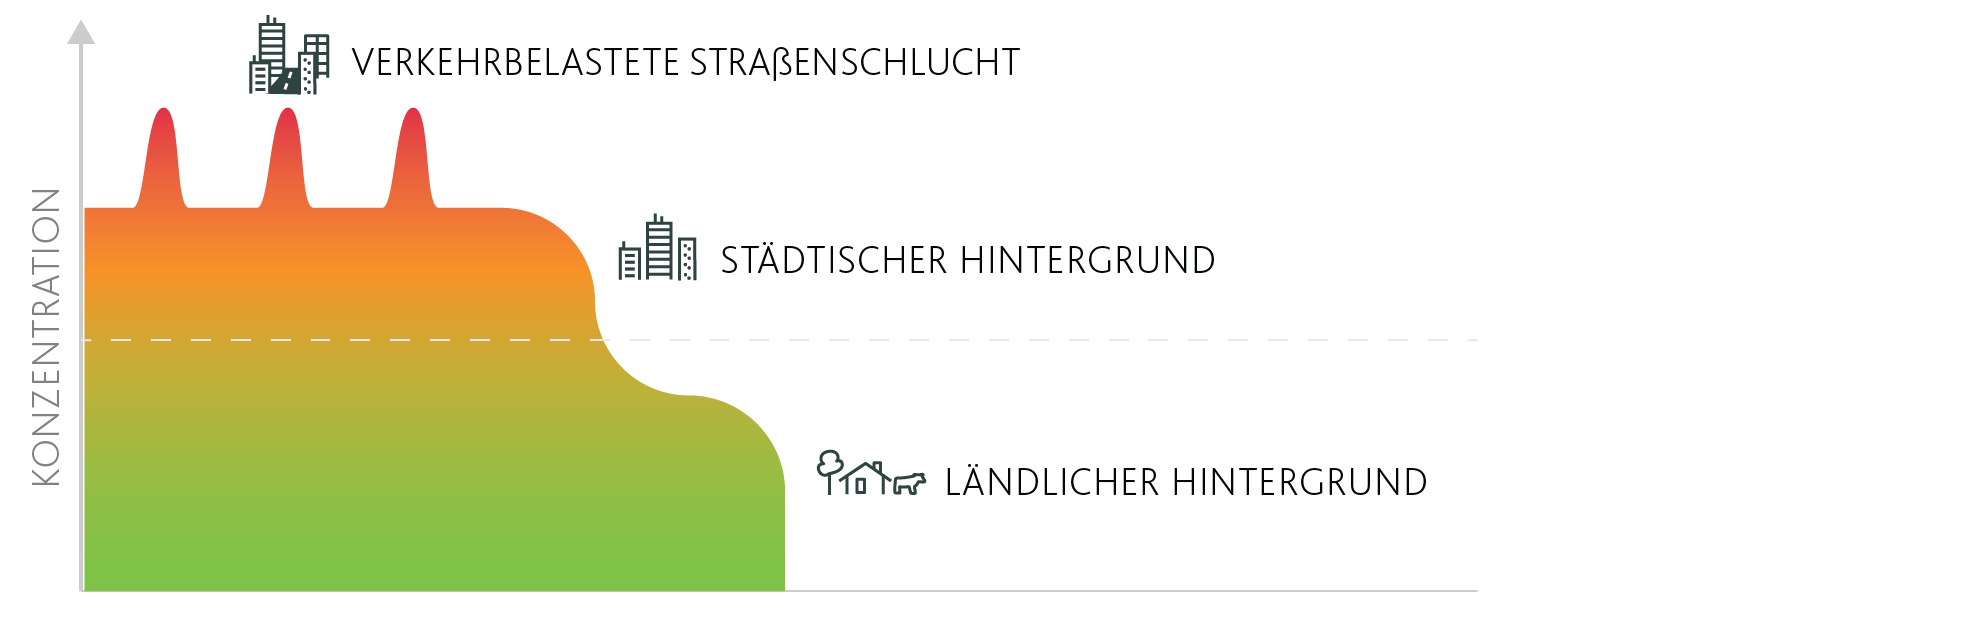 VERKEHRBELASTETE STRAßENSCHLUCHT
STÄDTISCHER HINTERGRUND
LÄNDLICHER HINTERGRUND
KONZENTRATION